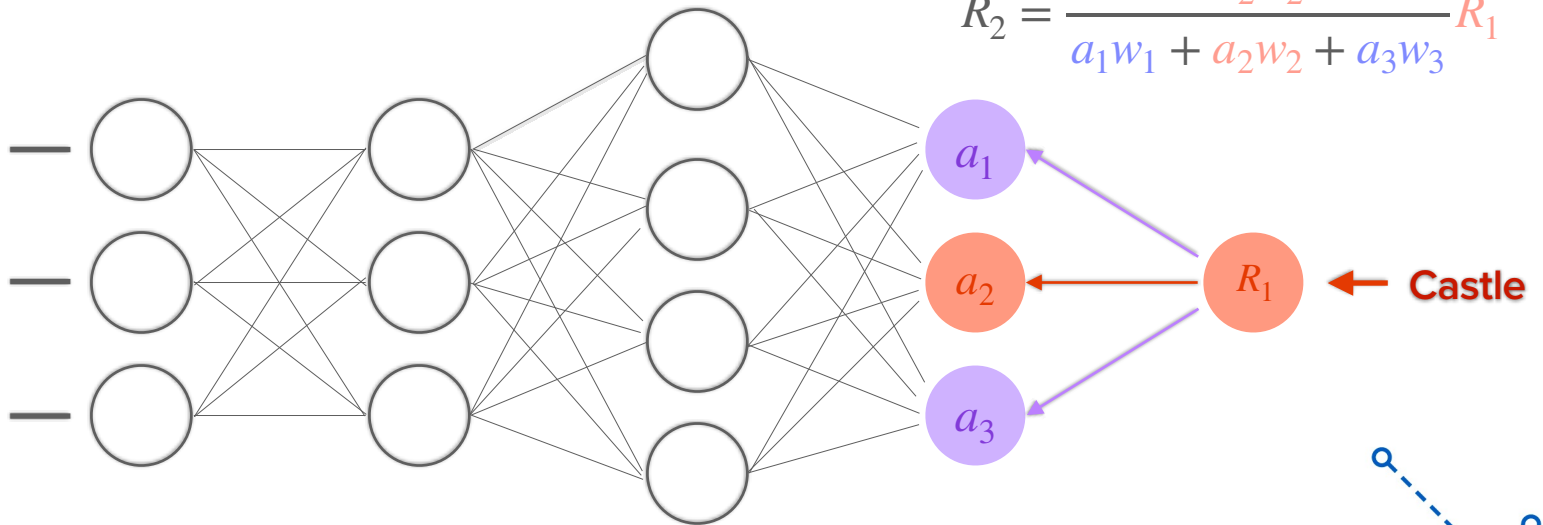 R₂ = a₁w₁ + a₂w₂ + a₃w₃ R₁
a₁
a₂
R₁
Castle
a₃